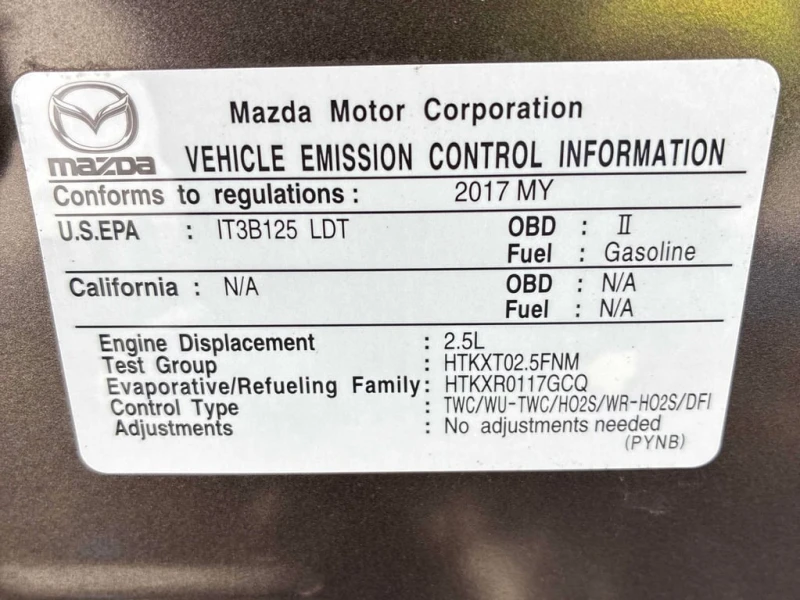 Mazda Motor Corporation
mazda VEHICLE EMISSION CONTROL INFORMATION
Conforms to regulations : 2017 MY
U.S.EPA : IT3B125 LDT OBD : II
Fuel : Gasoline
California : N/A OBD : N/A
Fuel : N/A
Engine Displacement : 2.5L
Test Group : HTKXT02.5FNM
Evaporative/Refueling Family: HTKXR0117GCQ
Control Type : TWC/WU-TWC/HO2S/WR-HO2S/DFI
Adjustments : No adjustments needed
(PYNB)